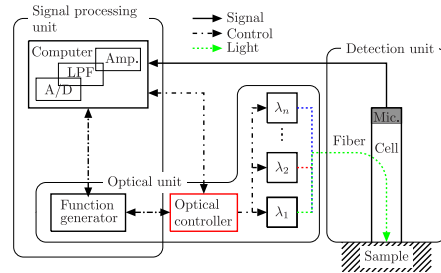 Signal processing
unit
Signal
Control
Light
Computer
Amp.
LPF
A/D
Detection unit
λn
λ2
λ1
Mic.
Fiber
Cell
Optical unit
Function
generator
Optical
controller
Sample